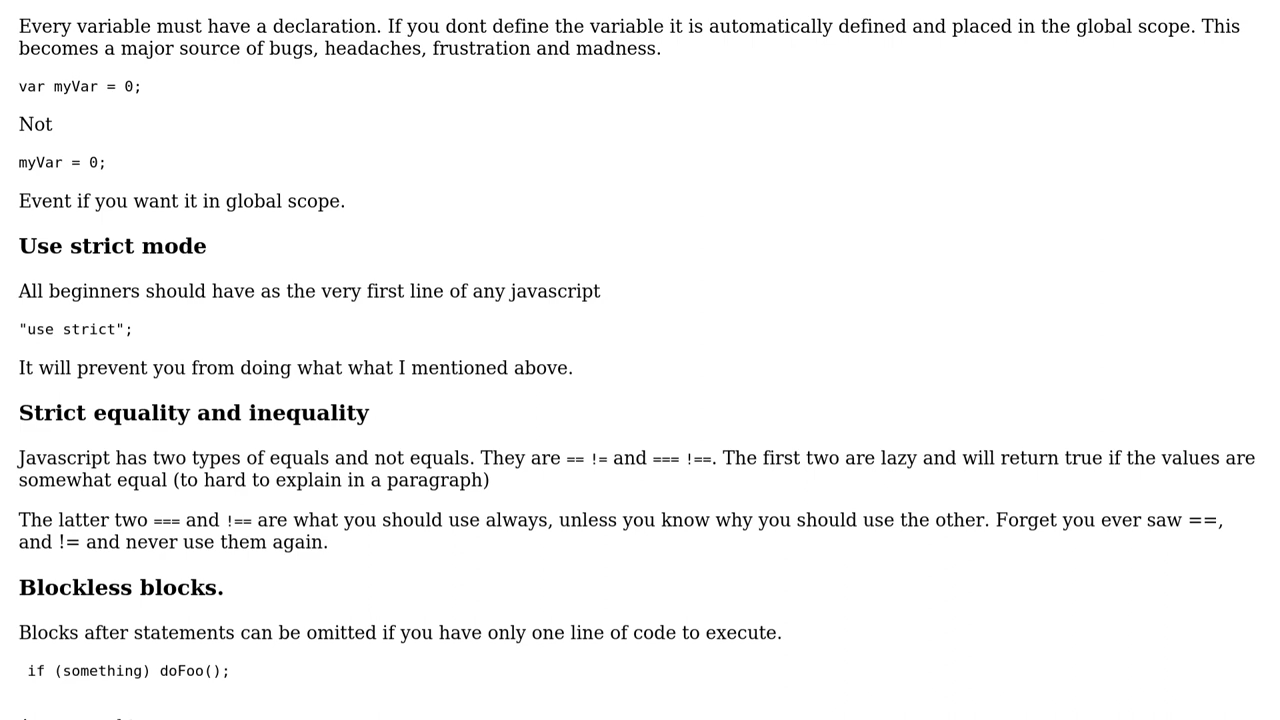 Every variable must have a declaration. If you dont define the variable it is automatically defined and placed in the global scope. This
becomes a major source of bugs, headaches, frustration and madness.
var myVar = 0;
Not
myVar = 0;
Event if you want it in global scope.
Use strict mode
All beginners should have as the very first line of any javascript
"use strict";
It will prevent you from doing what what I mentioned above.
Strict equality and inequality
Javascript has two types of equals and not equals. They are == != and === !==. The first two are lazy and will return true if the values are
somewhat equal (to hard to explain in a paragraph)
The latter two === and !== are what you should use always, unless you know why you should use the other. Forget you ever saw ==,
and != and never use them again.
Blockless blocks.
Blocks after statements can be omitted if you have only one line of code to execute.
if (something) doFoo();